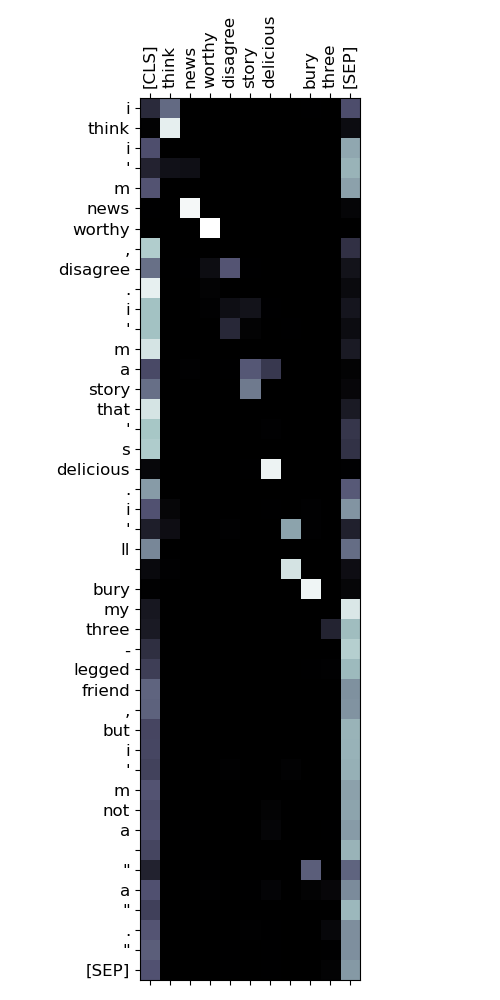 [CLS] think news worthy disagree story delicious bury three [SEP]
i
think
i
'
m
news
worthy
,
disagree
.
i
'
m
a
story
that
'
s
delicious
.
i
'
ll
bury
my
three
-
legged
friend
,
but
i
'
m
not
a
"
a
"
.
"
[SEP]